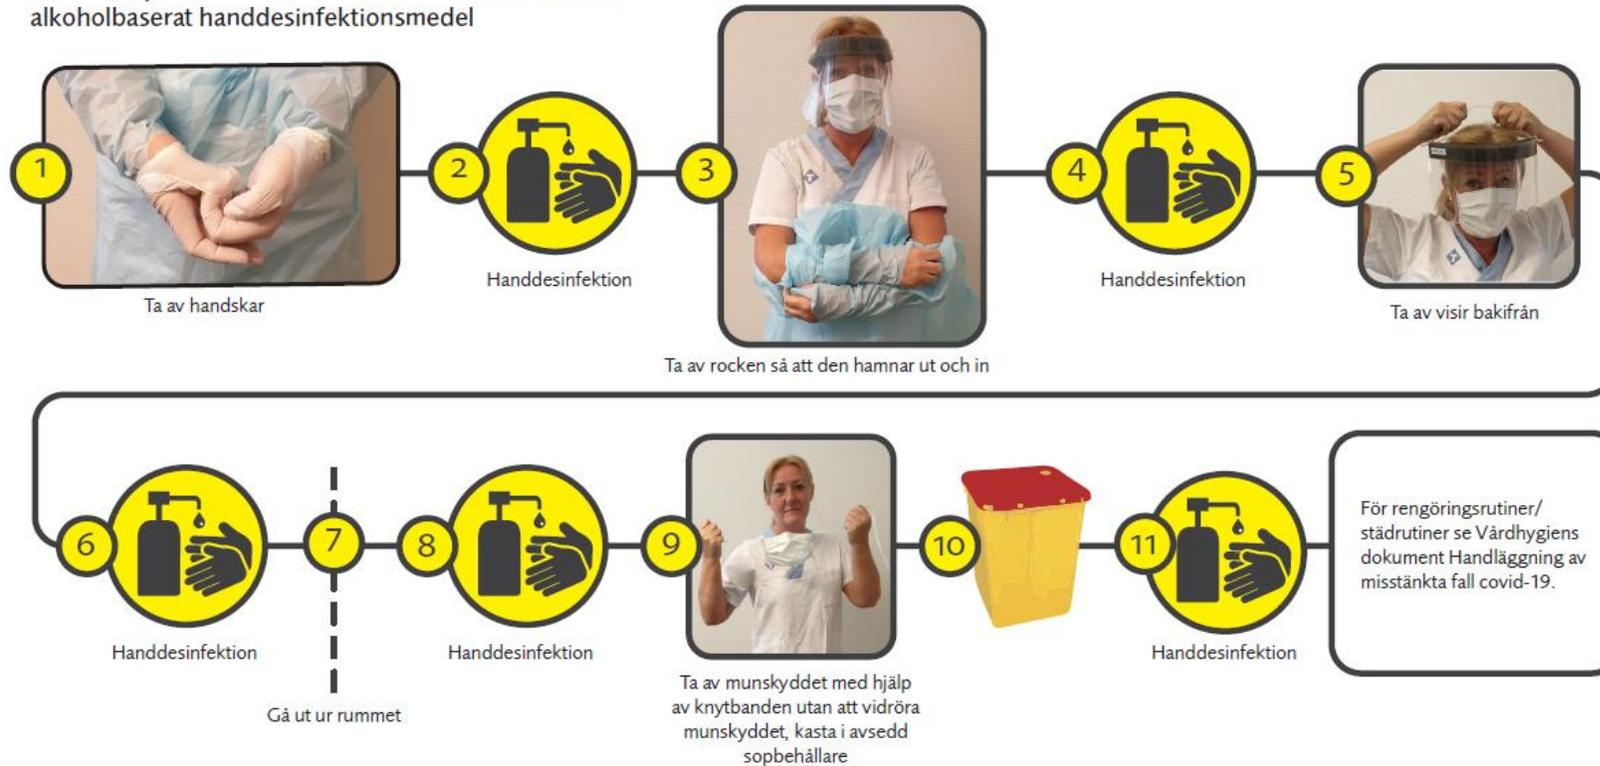 alkoholbaserat handdesinfektionsmedel
1
2
3
4
5
Ta av handskar
Handdesinfektion
Ta av rocken så att den hamnar ut och in
Handdesinfektion
Ta av visir bakifrån
6
7
8
9
10
11
Handdesinfektion
Gå ut ur rummet
Handdesinfektion
Ta av munskyddet med hjälp
av knytbanden utan att vidröra
munskyddet, kasta i avsedd
sopbehållare
Handdesinfektion
För rengöringsrutiner/
städrutiner se Vårdhygiens
dokument Handläggning av
misstänkta fall covid-19.